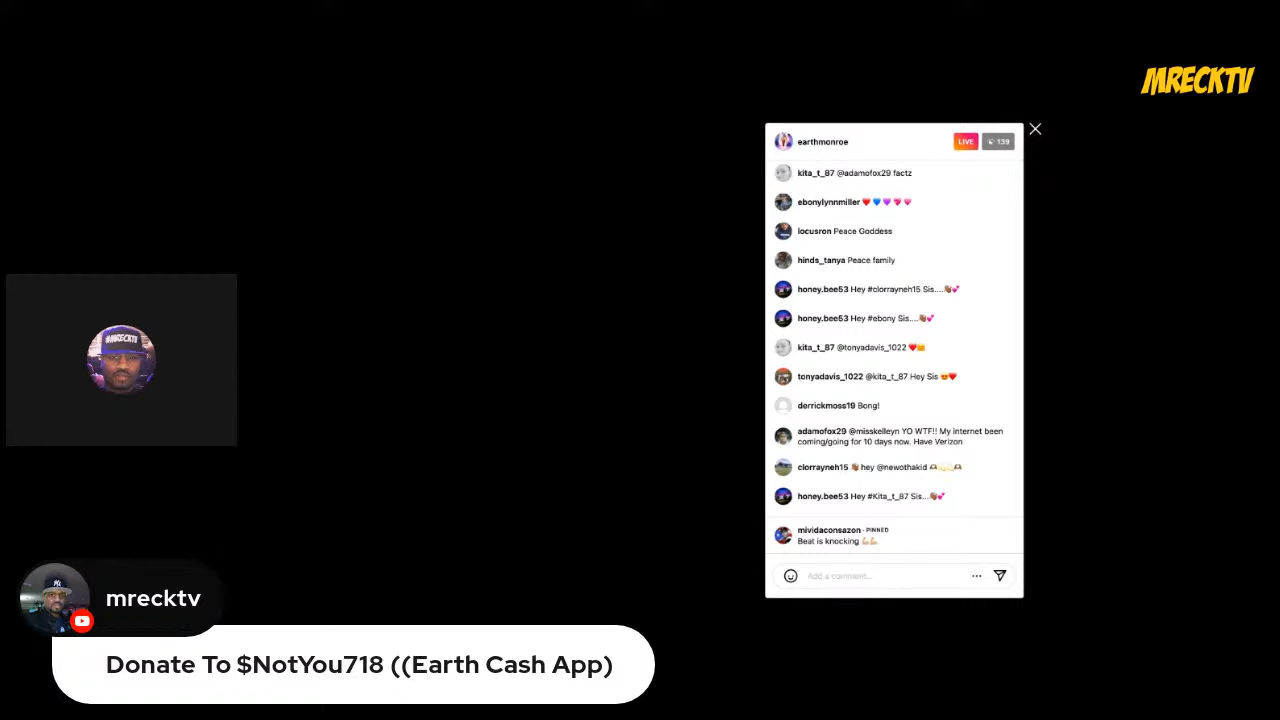 MRECKTV
earthmonroe LIVE 139
kita_t_87 @adamofox29 factz
ebonylynnmiller ❤️💙💜💖💗
locusron Peace Goddess
hinds_tanya Peace family
honey.bee53 Hey #clorrayneh15 Sis....👋🏾💕
honey.bee53 Hey #ebony Sis....👋🏾💕
kita_t_87 @tonyadavis_1022 ❤️🤗
tonyadavis_1022 @kita_t_87 Hey Sis 😍❤️
derrickmoss19 Bong!
adamofox29 @misskelleyn YO WTF!! My internet been
coming/going for 10 days now. Have Verizon
clorrayneh15 👋🏾 hey @newothakid 🫶🏾💫💫🫶🏾
honey.bee53 Hey #Kita_t_87 Sis...👋🏾💕
mividaconsazon · PINNED
Beat is knocking 💪🏼💪🏼
Add a comment... ...
#MRECKTV
mrecktv
Donate To $NotYou718 ((Earth Cash App)